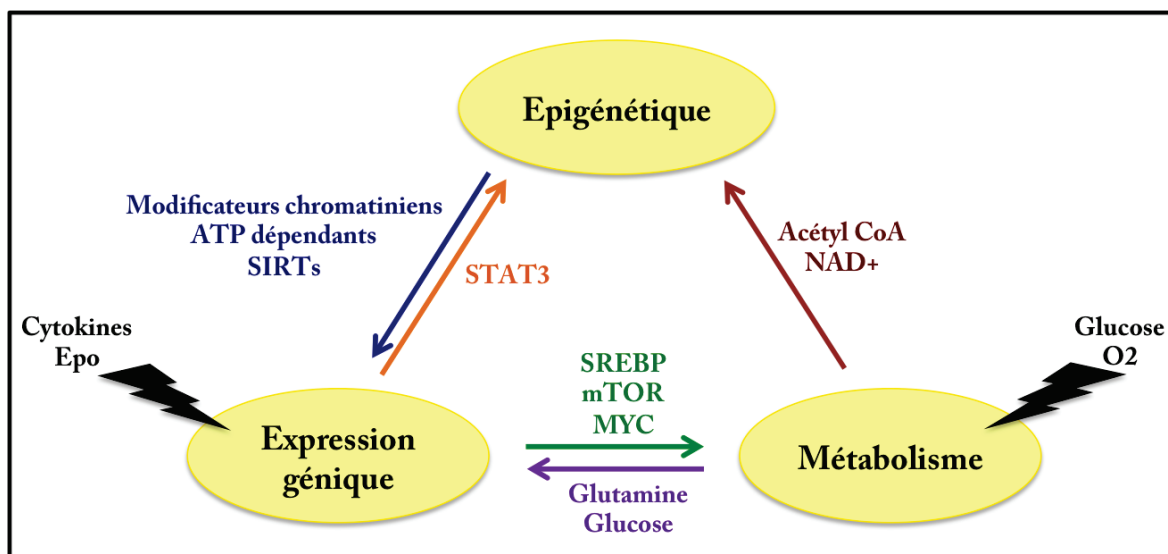 Epigénétique
Modificateurs chromatiniens
ATP dépendants
SIRTs
STAT3
Acétyl CoA
NAD+
Cytokines
Epo
Glucose
O2
SREBP
mTOR
MYC
Expression
génique
Métabolisme
Glutamine
Glucose